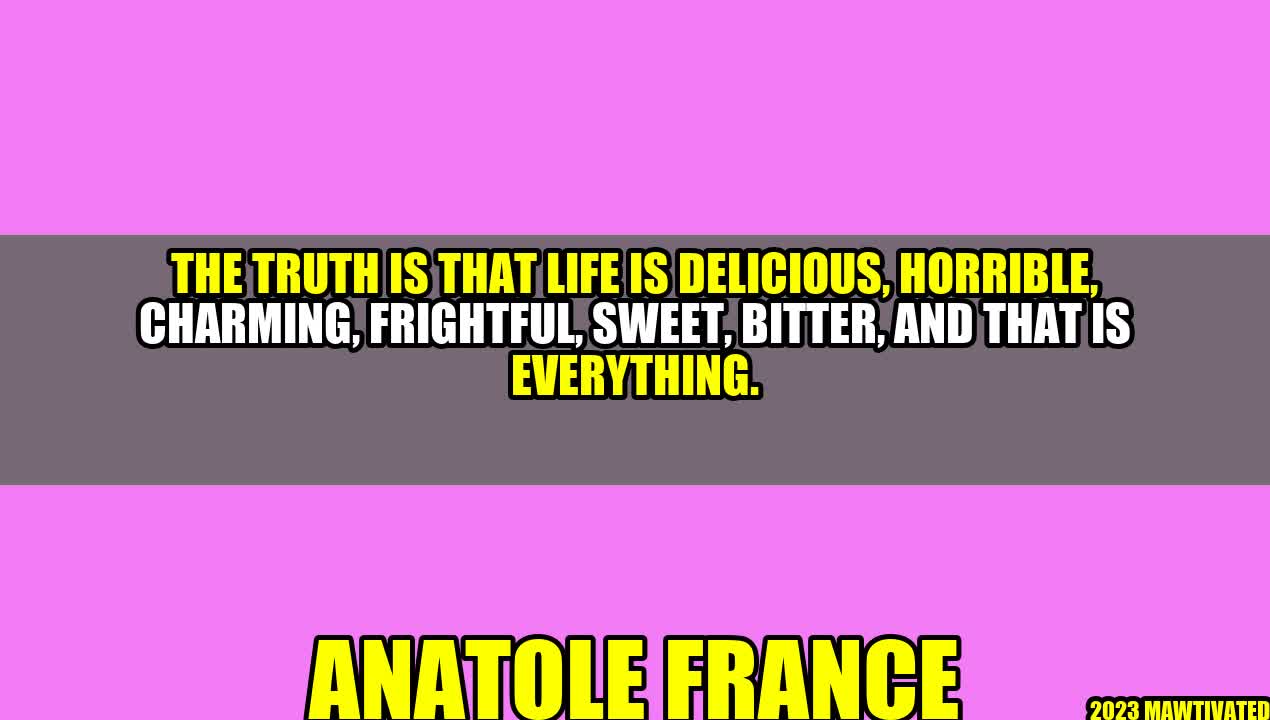 THE TRUTH IS THAT LIFE IS DELICIOUS, HORRIBLE,
CHARMING, FRIGHTFUL, SWEET, BITTER, AND THAT IS
EVERYTHING.
ANATOLE FRANCE
2023 MAWTIVATED